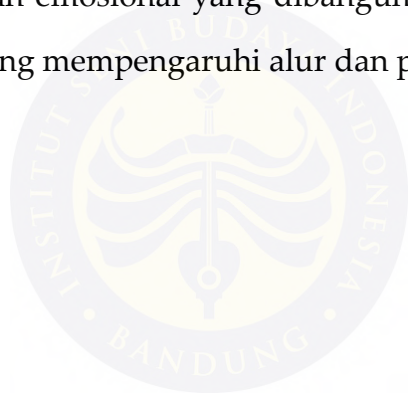 emosional yang dibangun
mempengaruhi alur dan
INSTITUT SENI BUDAYA INDONESIA
BANDUNG